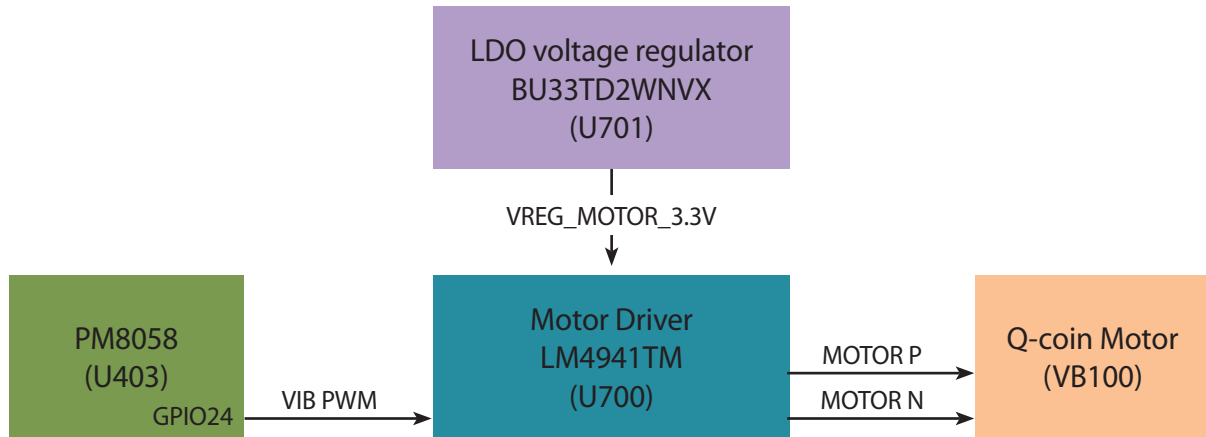 LDO voltage regulator
BU33TD2WNVX
(U701)
VREG_MOTOR_3.3V
PM8058
(U403)
GPIO24
VIB PWM
Motor Driver
LM4941TM
(U700)
MOTOR P
MOTOR N
Q-coin Motor
(VB100)